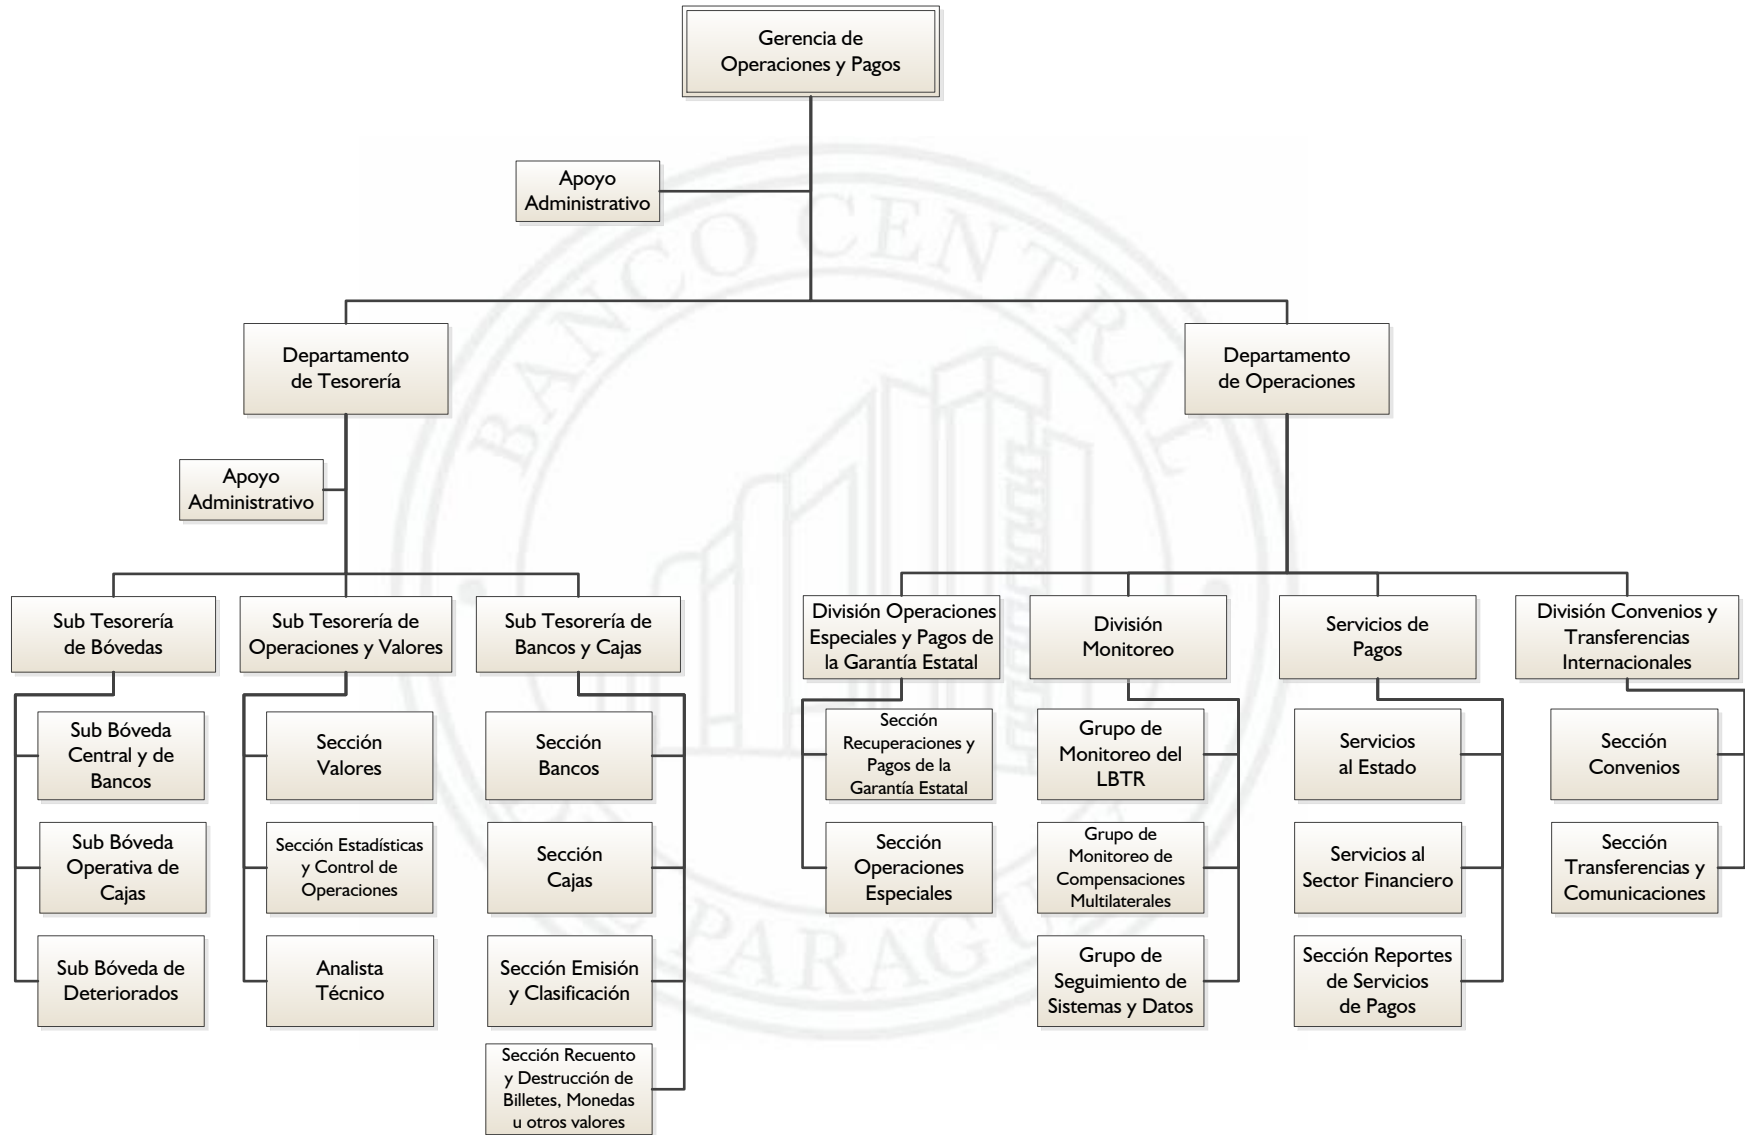 Gerencia de
Operaciones y Pagos
Apoyo
Administrativo
BANCO CENTRAL
DEL PARAGUAY
Departamento
de Tesorería
Departamento
de Operaciones
Apoyo
Administrativo
Sub Tesorería
de Bóvedas
Sub Tesorería de
Operaciones y Valores
Sub Tesorería de
Bancos y Cajas
División Operaciones
Especiales y Pagos de
la Garantía Estatal
División
Monitoreo
Servicios de
Pagos
División Convenios y
Transferencias
Internacionales
Sub Bóveda
Central y de
Bancos
Sección
Valores
Sección
Bancos
Sección
Recuperaciones y
Pagos de la
Garantía Estatal
Grupo de
Monitoreo del
LBTR
Servicios
al Estado
Sección
Convenios
Sub Bóveda
Operativa de
Cajas
Sección Estadísticas
y Control de
Operaciones
Sección
Cajas
Sección
Operaciones
Especiales
Grupo de
Monitoreo de
Compensaciones
Multilaterales
Servicios al
Sector Financiero
Sección
Transferencias y
Comunicaciones
Sub Bóveda de
Deteriorados
Analista
Técnico
Sección Emisión
y Clasificación
Grupo de
Seguimiento de
Sistemas y Datos
Sección Reportes
de Servicios
de Pagos
Sección Recuento
y Destrucción de
Billetes, Monedas
u otros valores